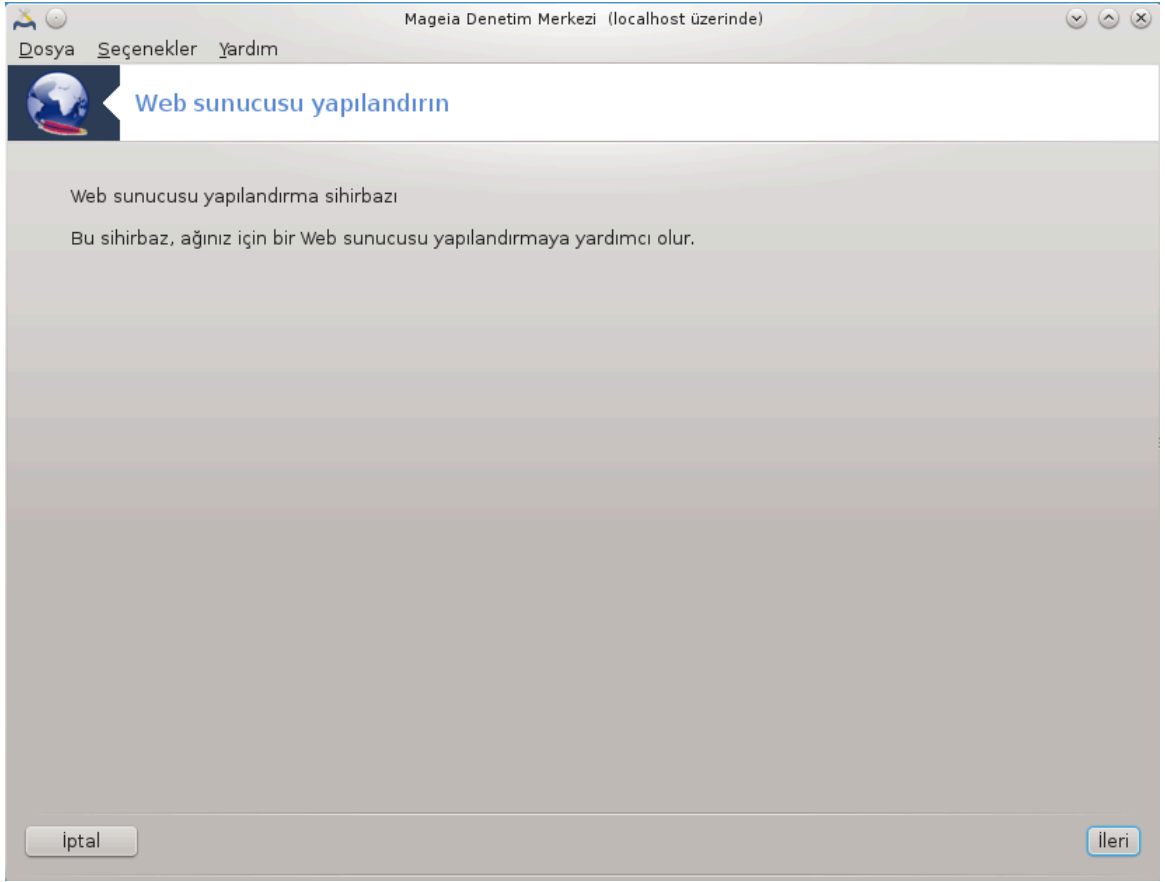 Mageia Denetim Merkezi (localhost üzerinde)
Dosya Seçenekler Yardım
Web sunucusu yapılandırın
Web sunucusu yapılandırma sihirbazı
Bu sihirbaz, ağınız için bir Web sunucusu yapılandırmaya yardımcı olur.
İptal İleri